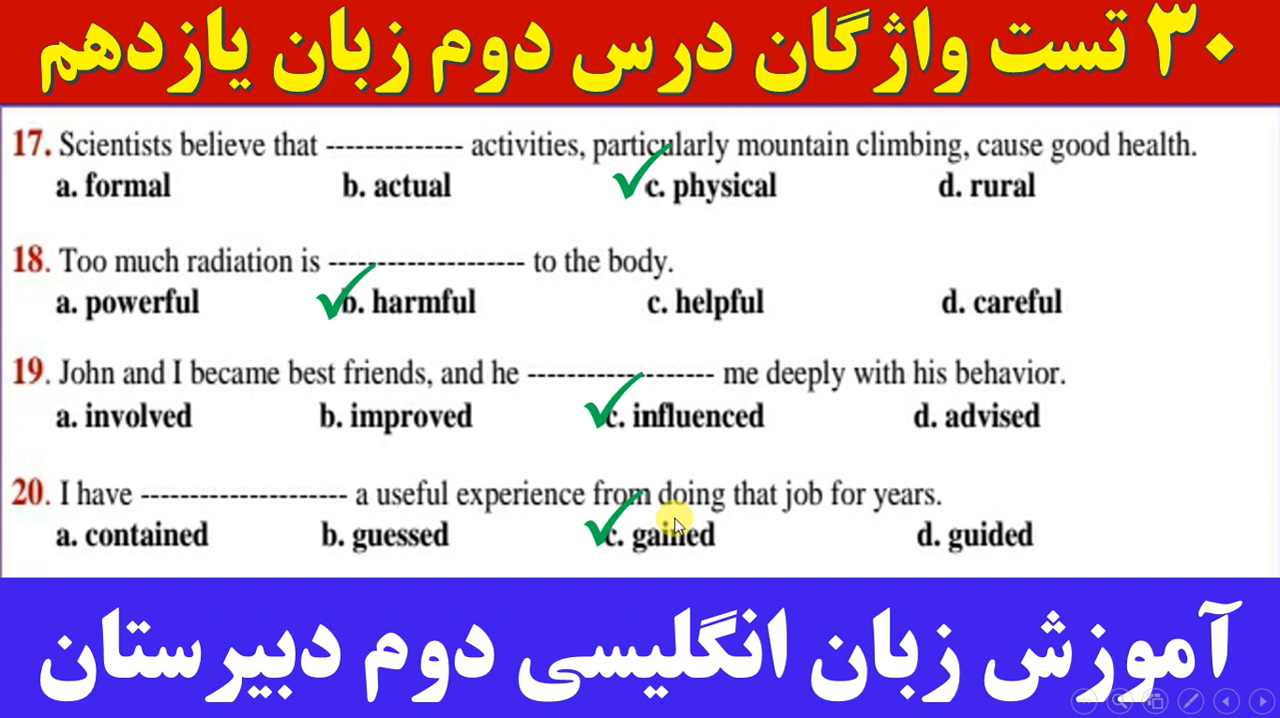 ۳۰ تست واژگان درس دوم زبان یازدهم
17. Scientists believe that -------------- activities, particularly mountain climbing, cause good health.
a. formal b. actual c. physical d. rural
18. Too much radiation is -------------------- to the body.
a. powerful b. harmful c. helpful d. careful
19. John and I became best friends, and he ------------------- me deeply with his behavior.
a. involved b. improved c. influenced d. advised
20. I have --------------------- a useful experience from doing that job for years.
a. contained b. guessed c. gained d. guided
آموزش زبان انگلیسی دوم دبیرستان